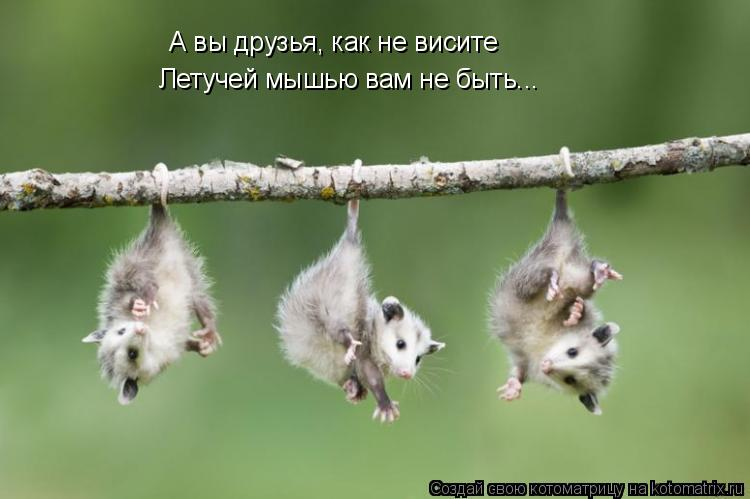 А вы друзья, как не висите
Летучей мышью вам не быть...
Создай свою котоматрицу на kotomatrix.ru